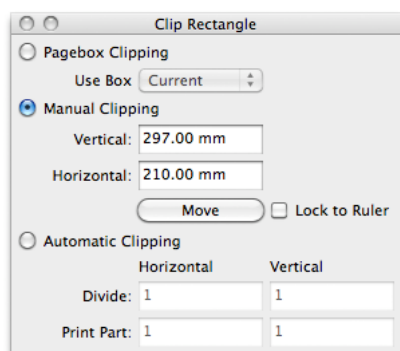 Clip Rectangle
Pagebox Clipping
Use Box Current
Manual Clipping
Vertical: 297.00 mm
Horizontal: 210.00 mm
Move Lock to Ruler
Automatic Clipping
Horizontal Vertical
Divide: 1 1
Print Part: 1 1